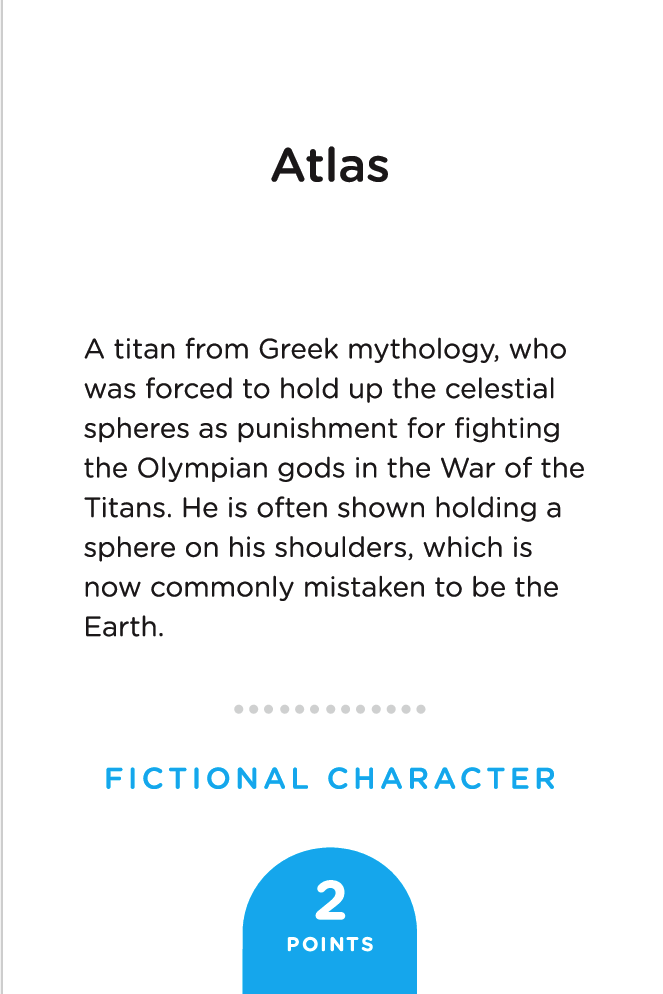 Atlas
A titan from Greek mythology, who
was forced to hold up the celestial
spheres as punishment for fighting
the Olympian gods in the War of the
Titans. He is often shown holding a
sphere on his shoulders, which is
now commonly mistaken to be the
Earth.
FICTIONAL CHARACTER
2
POINTS